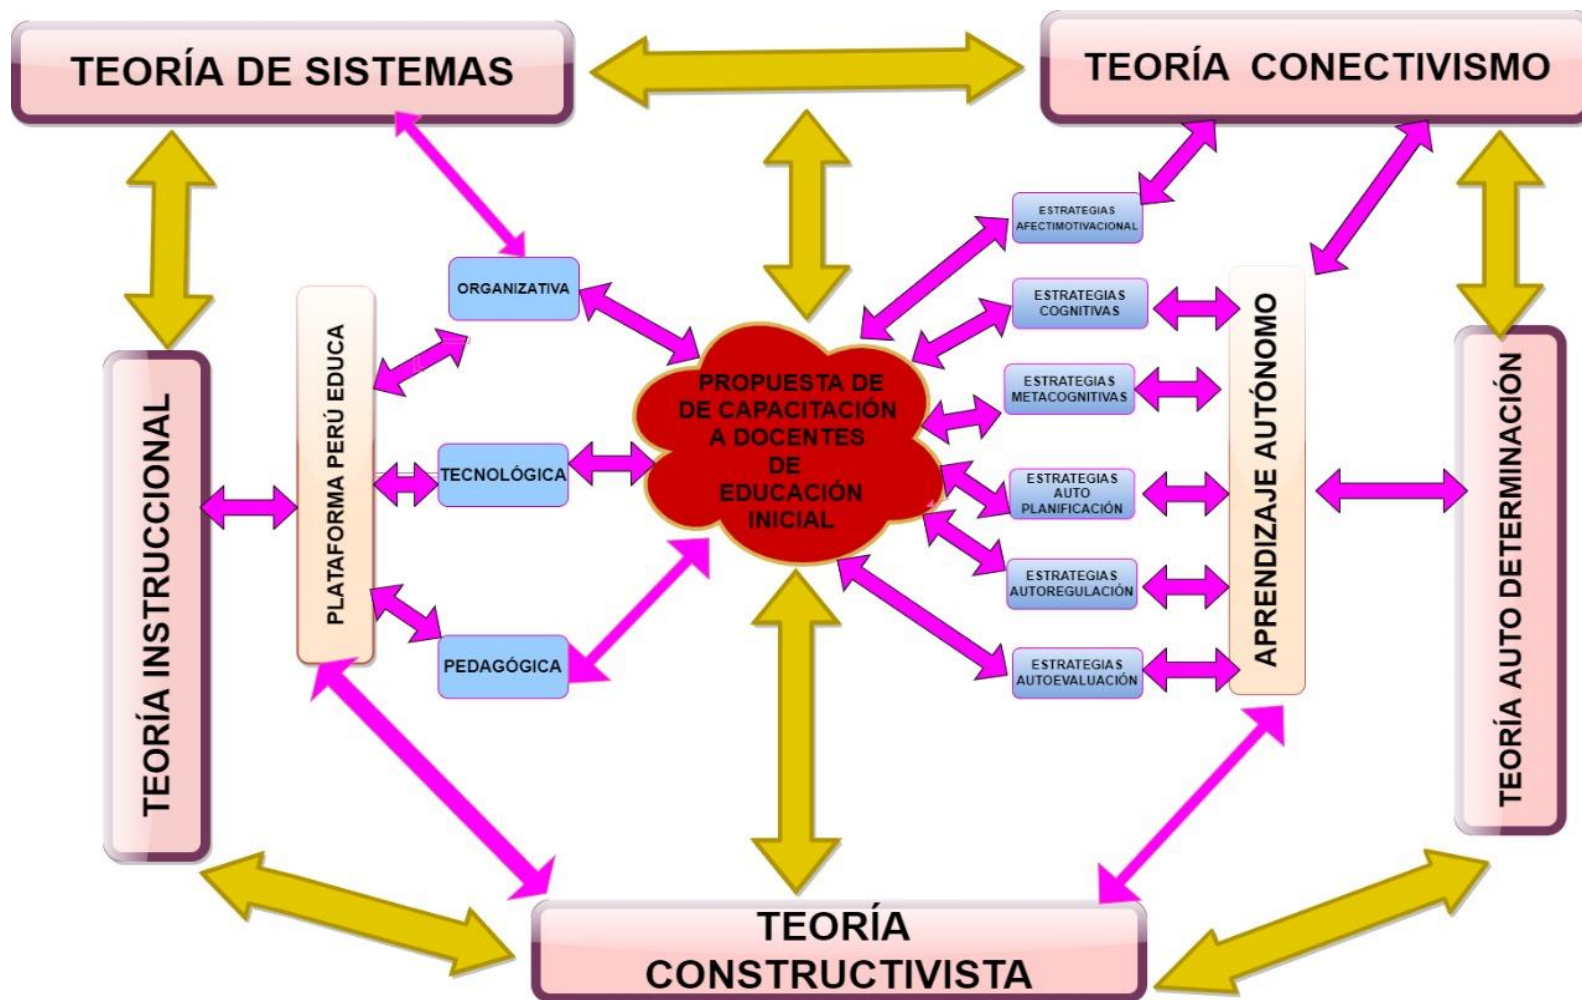 TEORÍA DE SISTEMAS
TEORÍA CONECTIVISMO
ESTRATEGIAS
AFECTIMOTIVACIONAL
ORGANIZATIVA
ESTRATEGIAS
COGNITIVAS
PLATAFORMA PERÚ EDUCA
TEORÍA INSTRUCCIONAL
PROPUESTA DE
DE CAPACITACIÓN
A DOCENTES
DE
EDUCACIÓN
INICIAL
ESTRATEGIAS
METACOGNITIVAS
APRENDIZAJE AUTÓNOMO
TEORÍA AUTO DETERMINACIÓN
TECNOLÓGICA
ESTRATEGIAS
AUTO
PLANIFICACIÓN
ESTRATEGIAS
AUTOREGULACIÓN
PEDAGÓGICA
ESTRATEGIAS
AUTOEVALUACIÓN
TEORÍA
CONSTRUCTIVISTA